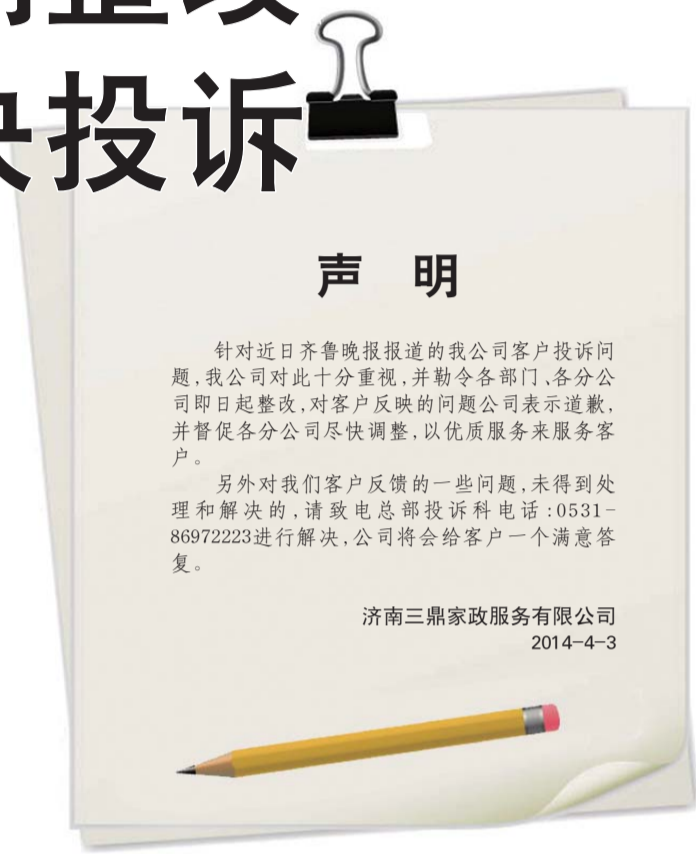 整改
投诉
声 明
针对近日齐鲁晚报报道的我公司客户投诉问
题,我公司对此十分重视,并勒令各部门、各分公
司即日起整改,对客户反映的问题公司表示道歉,
并督促各分公司尽快调整,以优质服务来服务客
户。
另外对我们客户反馈的一些问题,未得到处
理和解决的,请致电总部投诉科电话:0531-
86972223进行解决,公司将会给客户一个满意答
复。
济南三鼎家政服务有限公司
2014-4-3